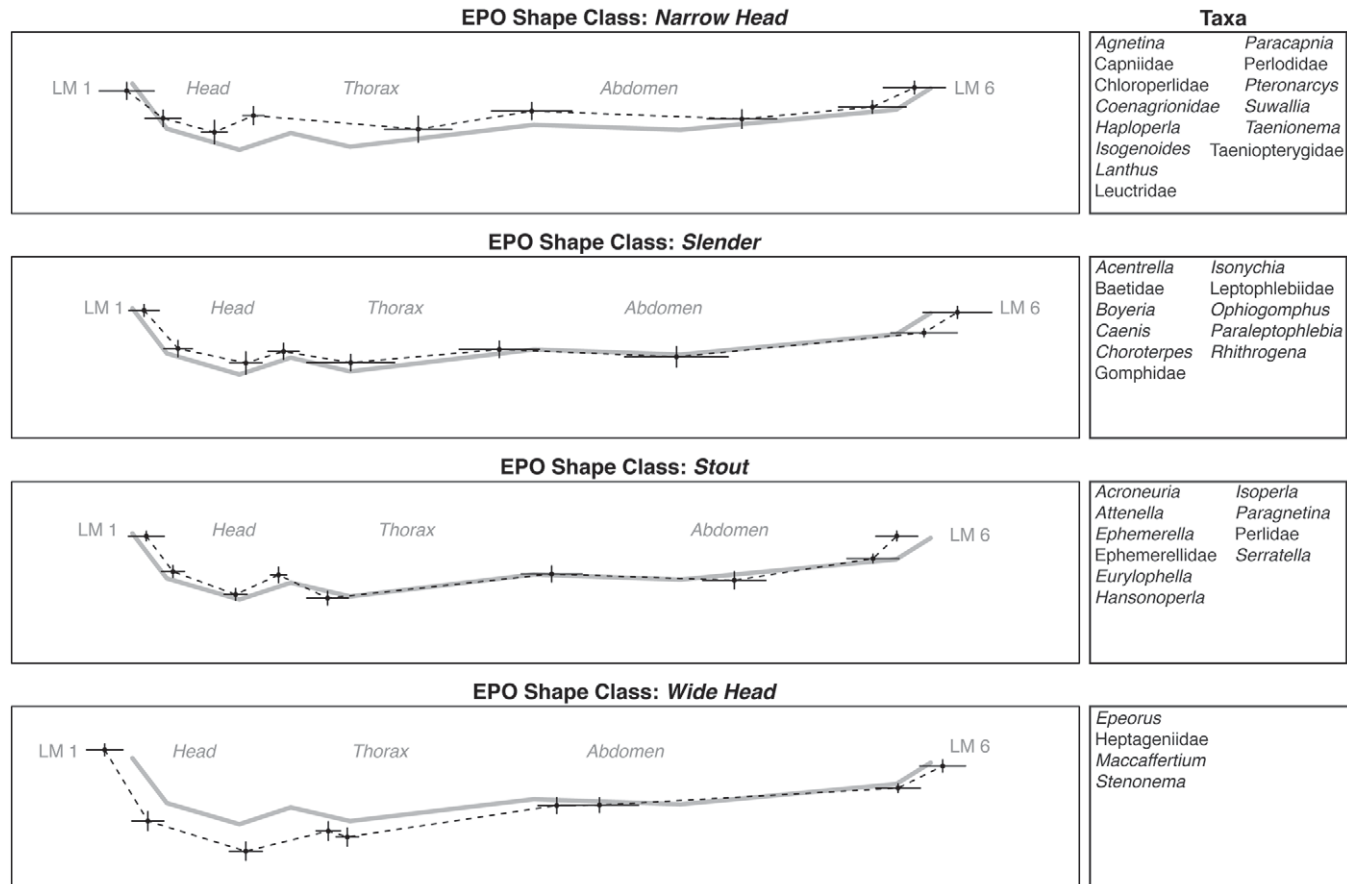 EPO Shape Class: Narrow Head
Taxa
LM 1 Head Thorax Abdomen LM 6
Agnetina Paracapnia
Capniidae Perlodidae
Chloroperlidae Pteronarcys
Coenagrionidae Suwallia
Haploperla Taenionema
Isogenoides Taeniopterygidae
Lanthus
Leuctridae
EPO Shape Class: Slender
LM 1 Head Thorax Abdomen LM 6
Acentrella Isonychia
Baetidae Leptophlebiidae
Boyeria Ophiogomphus
Caenis Paraleptophlebia
Choroterpes Rhithrogena
Gomphidae
EPO Shape Class: Stout
LM 1 Head Thorax Abdomen LM 6
Acroneuria Isoperla
Attenella Paragnetina
Ephemerella Perlidae
Ephemerellidae Serratella
Eurylophella
Hansonoperla
EPO Shape Class: Wide Head
LM 1 Head Thorax Abdomen LM 6
Epeorus
Heptageniidae
Maccaffertium
Stenonema